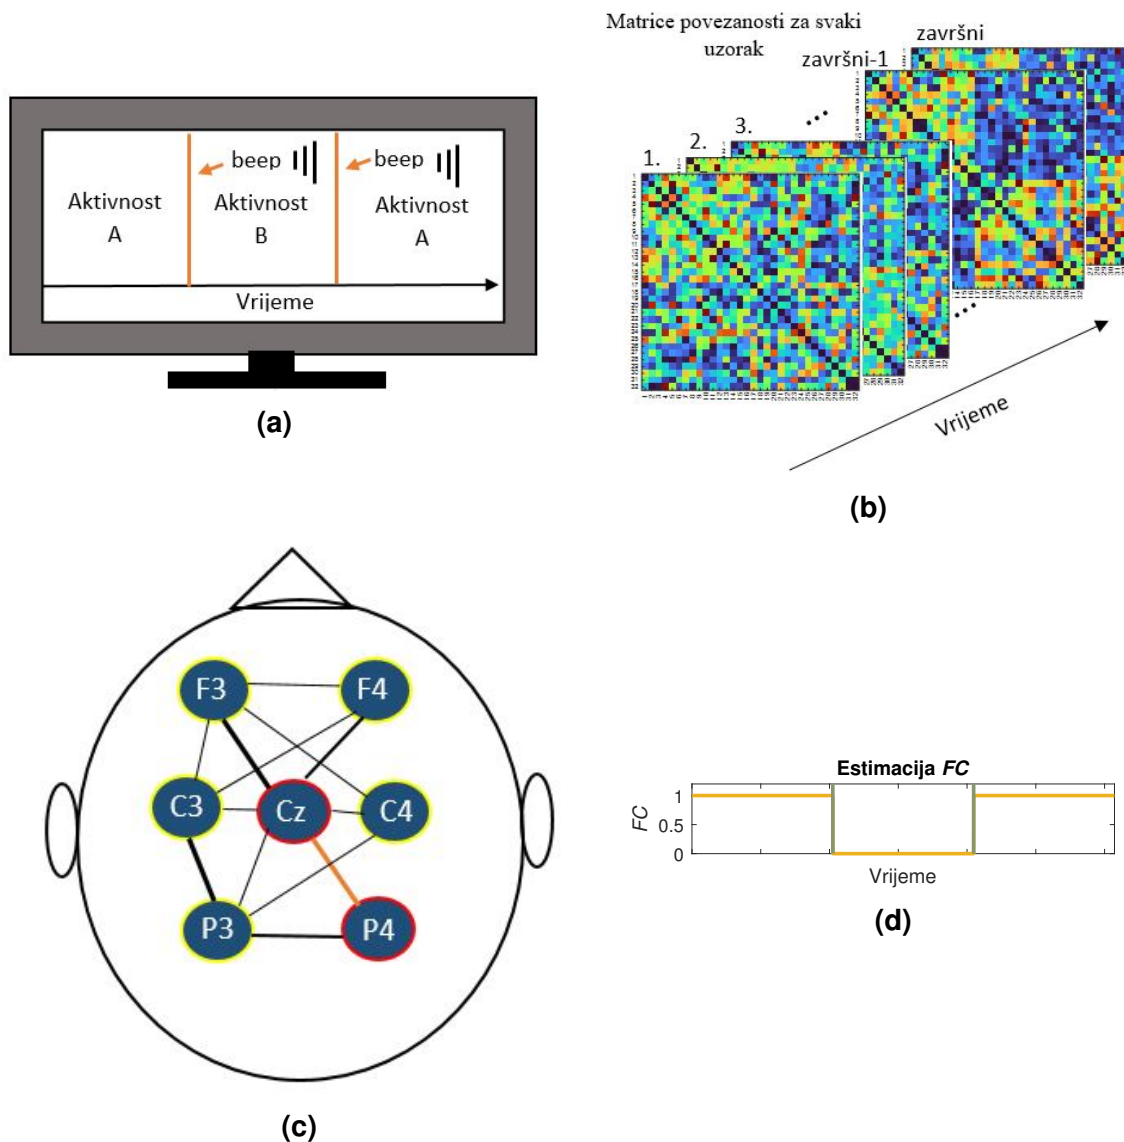 beep
beep
Aktivnost
A
Aktivnost
B
Aktivnost
A
Vrijeme
(a)
Matrice povezanosti za svaki
uzorak
1.
2.
3.
završni-1
završni
Vrijeme
(b)
F3
F4
C3
Cz
C4
P3
P4
(c)
Estimacija FC
FC
1
0.5
0
Vrijeme
(d)